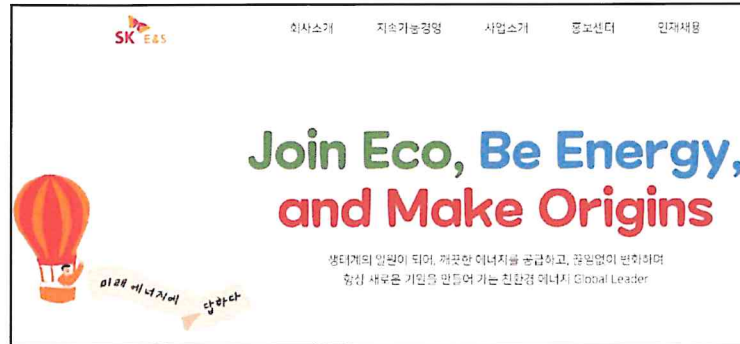 SK E&S
회사소개 지속가능경영 사업소개 홍보센터 인재채용
Join Eco, Be Energy,
and Make Origins
생태계의 일원이 되어, 깨끗한 에너지를 공급하고, 끊임없이 변화하며
항상 새로운 기원을 만들어 가는 친환경 에너지 Global Leader
미래 에너지에 답하다